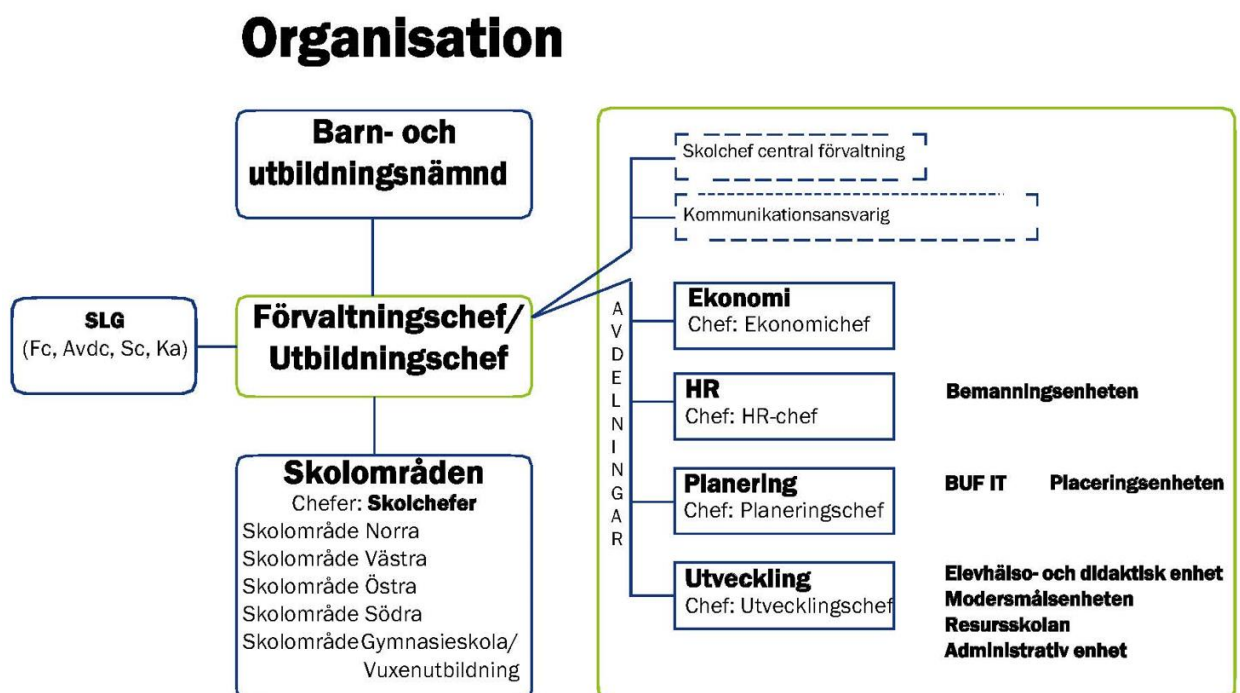 Organisation
Barn- och
utbildningsnämnd
SLG
(Fc, Avdc, Sc, Ka)
Förvaltningschef/
Utbildningschef
Skolområden
Chefer: Skolchefer
Skolområde Norra
Skolområde Västra
Skolområde Östra
Skolområde Södra
Skolområde Gymnasieskola/
Vuxenutbildning
Skolchef central förvaltning
Kommunikationsansvarig
AVDELNINGAR
Ekonomi
Chef: Ekonomichef
HR
Chef: HR-chef
Bemanningsenheten
Planering
Chef: Planeringschef
BUF IT Placeringsenheten
Utveckling
Chef: Utvecklingschef
Elevhälso- och didaktisk enhet
Modersmålsenheten
Resursskolan
Administrativ enhet